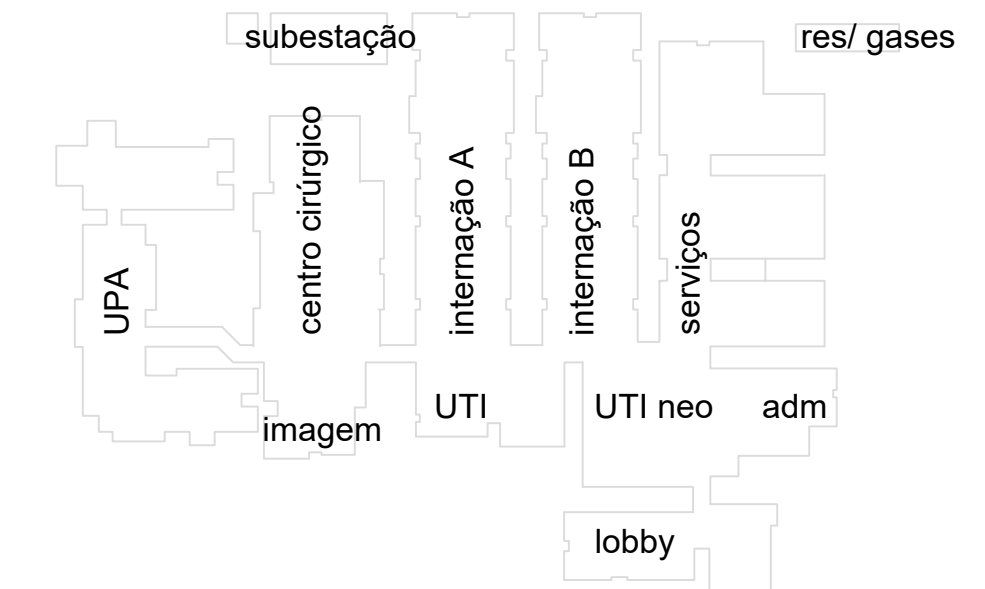 subestação
res/ gases
centro cirúrgico
internação A
internação B
serviços
UPA
UTI
UTI neo
adm
imagem
lobby